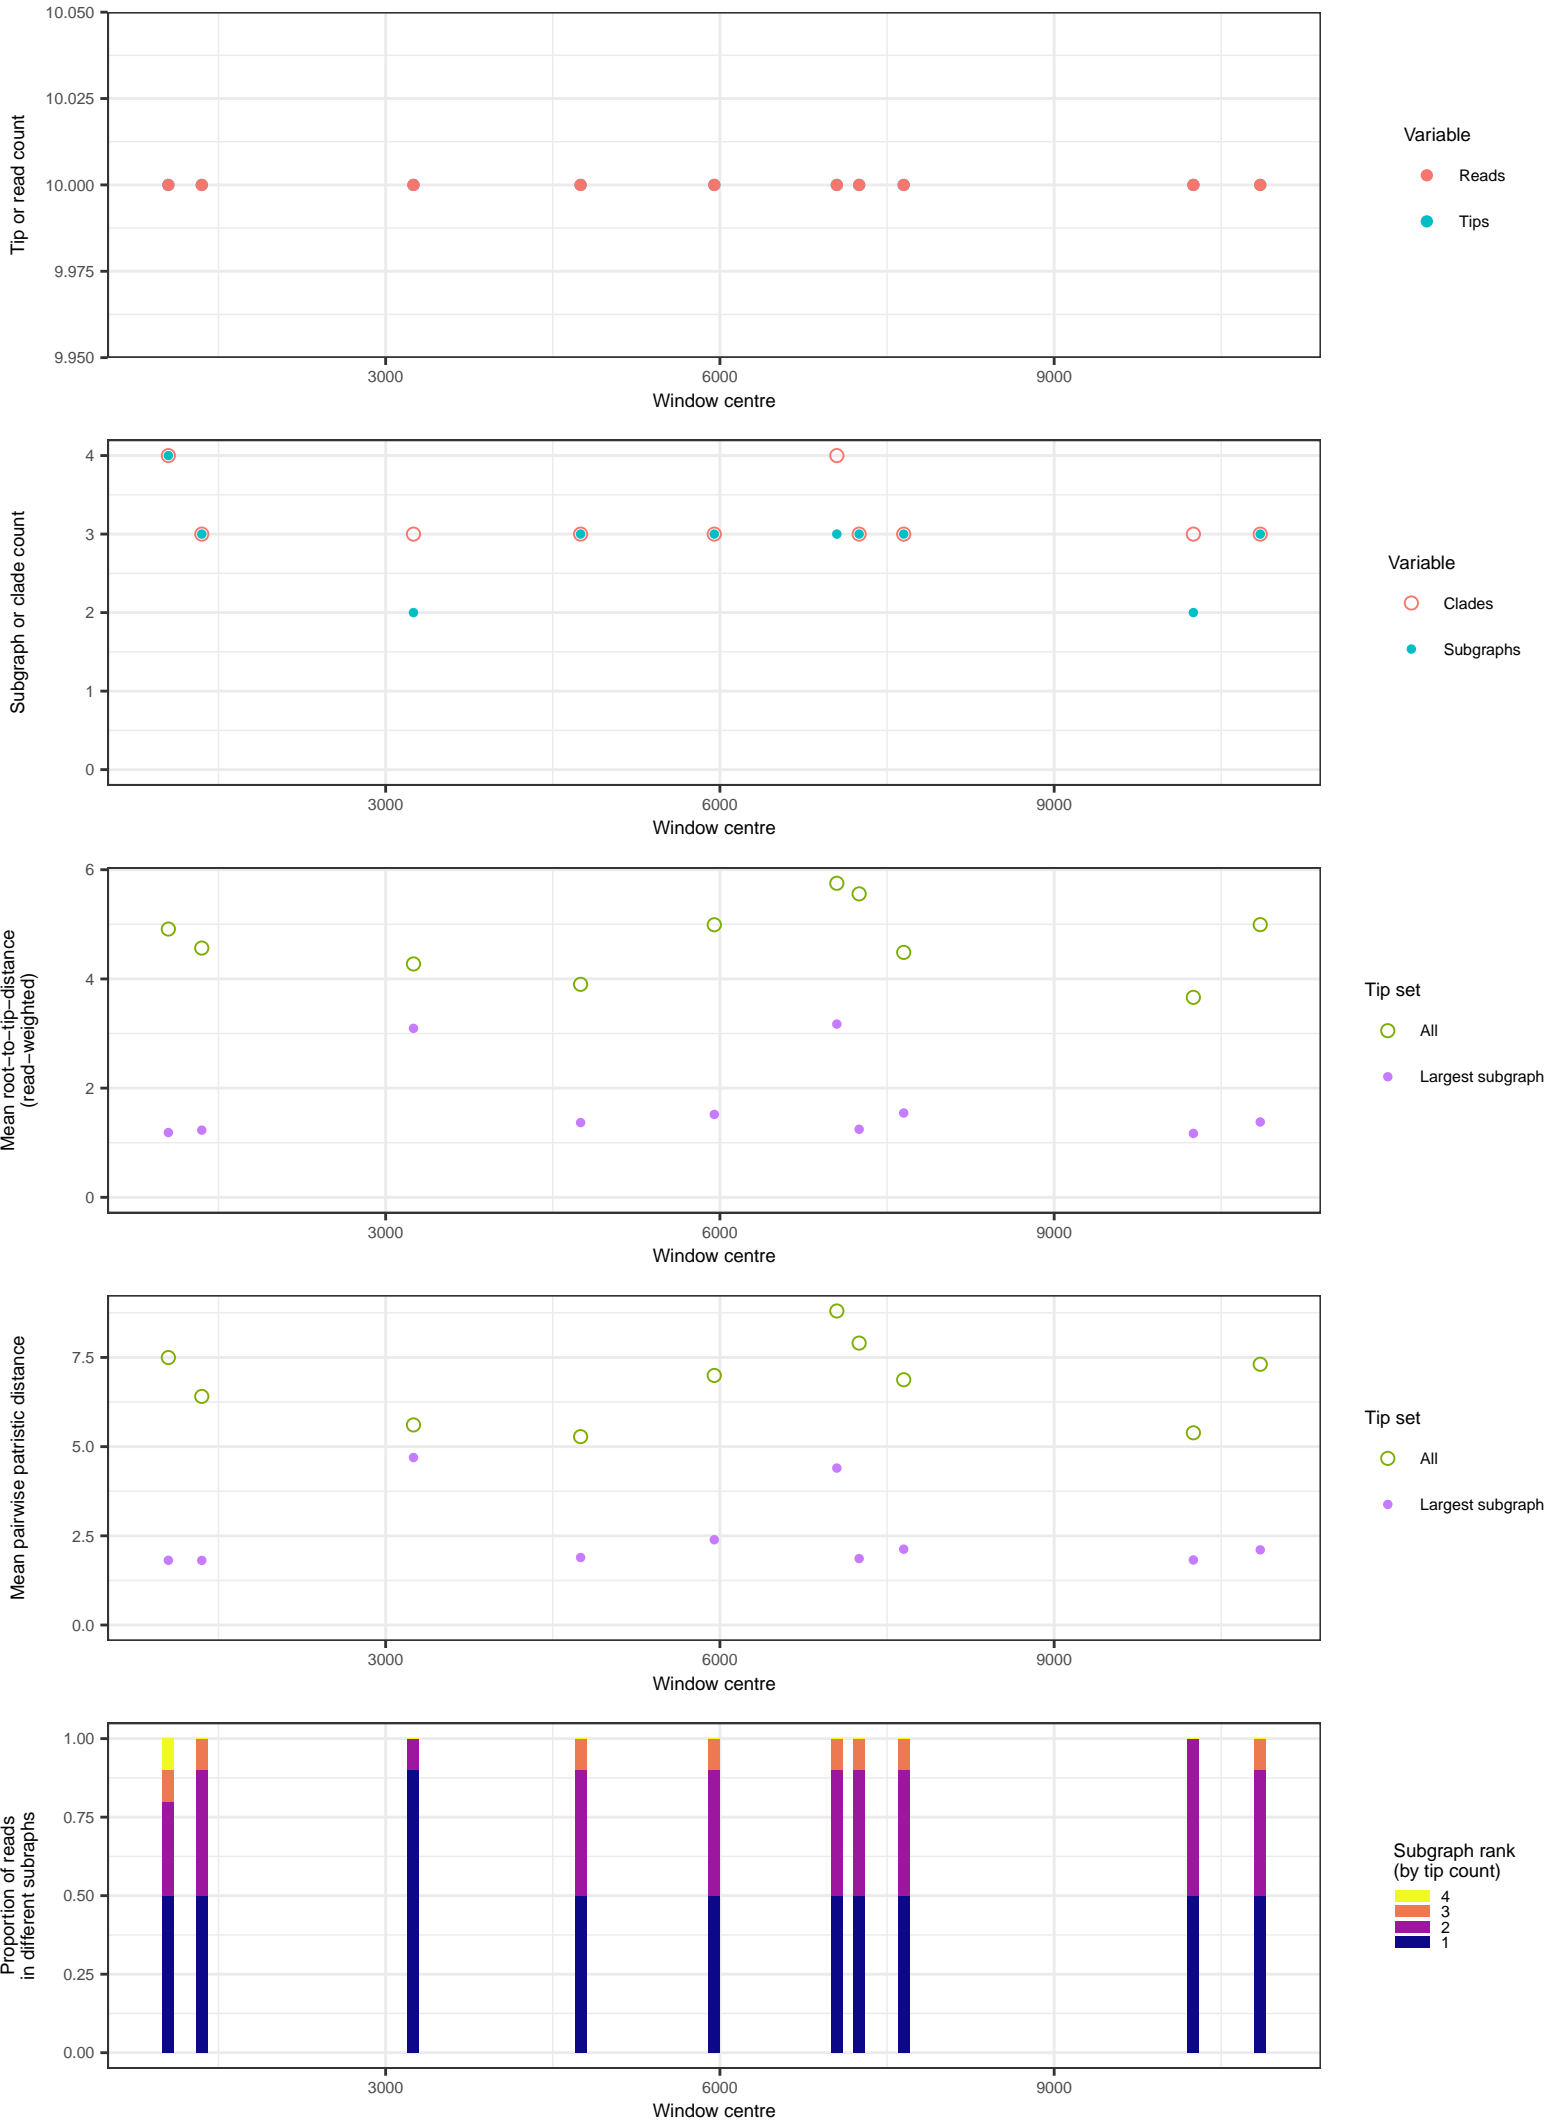 10.050
10.025
10.000
9.975
9.950
Tip or read count
3000
6000
9000
Window centre
Variable
Reads
Tips
4
3
2
1
0
Subgraph or clade count
3000
6000
9000
Window centre
Variable
Clades
Subgraphs
6
4
2
0
Mean root−to−tip−distance
(read−weighted)
3000
6000
9000
Window centre
Tip set
All
Largest subgraph
7.5
5.0
2.5
0.0
Mean pairwise patristic distance
3000
6000
9000
Window centre
Tip set
All
Largest subgraph
1.00
0.75
0.50
0.25
0.00
Proportion of reads
in different subraphs
3000
6000
9000
Window centre
Subgraph rank
(by tip count)
4
3
2
1